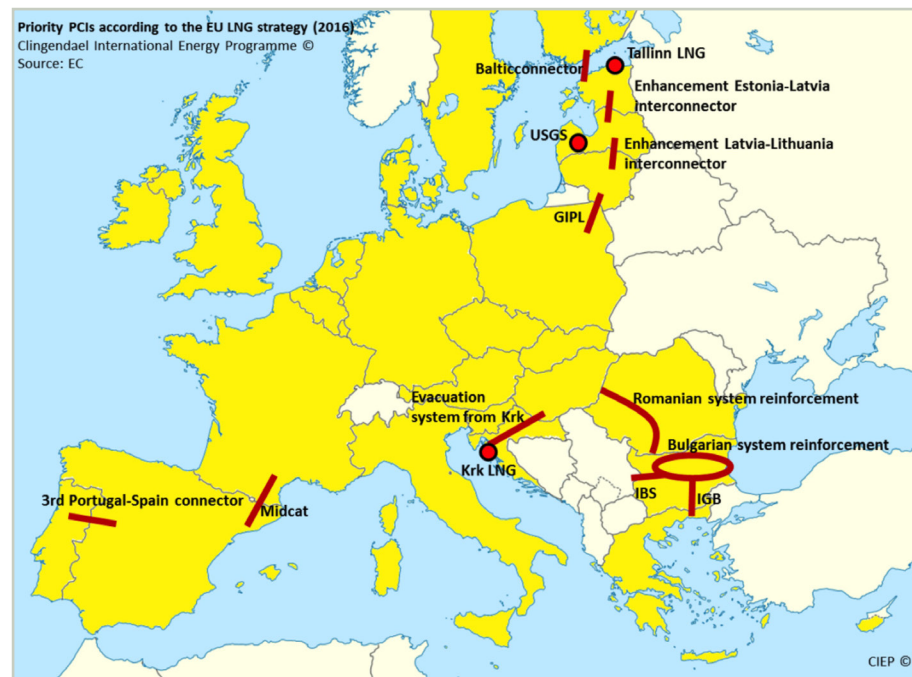 Priority PCIs according to the EU LNG strategy (2016)
Clingendael International Energy Programme ©
Source: EC
Tallinn LNG
Balticconnector
Enhancement Estonia-Latvia
interconnector
USGS
Enhancement Latvia-Lithuania
interconnector
GIPL
Evacuation
system from Krk
Romanian system reinforcement
Bulgarian system reinforcement
Krk LNG
3rd Portugal-Spain connector
Midcat
IBS
IGB
CIEP ©